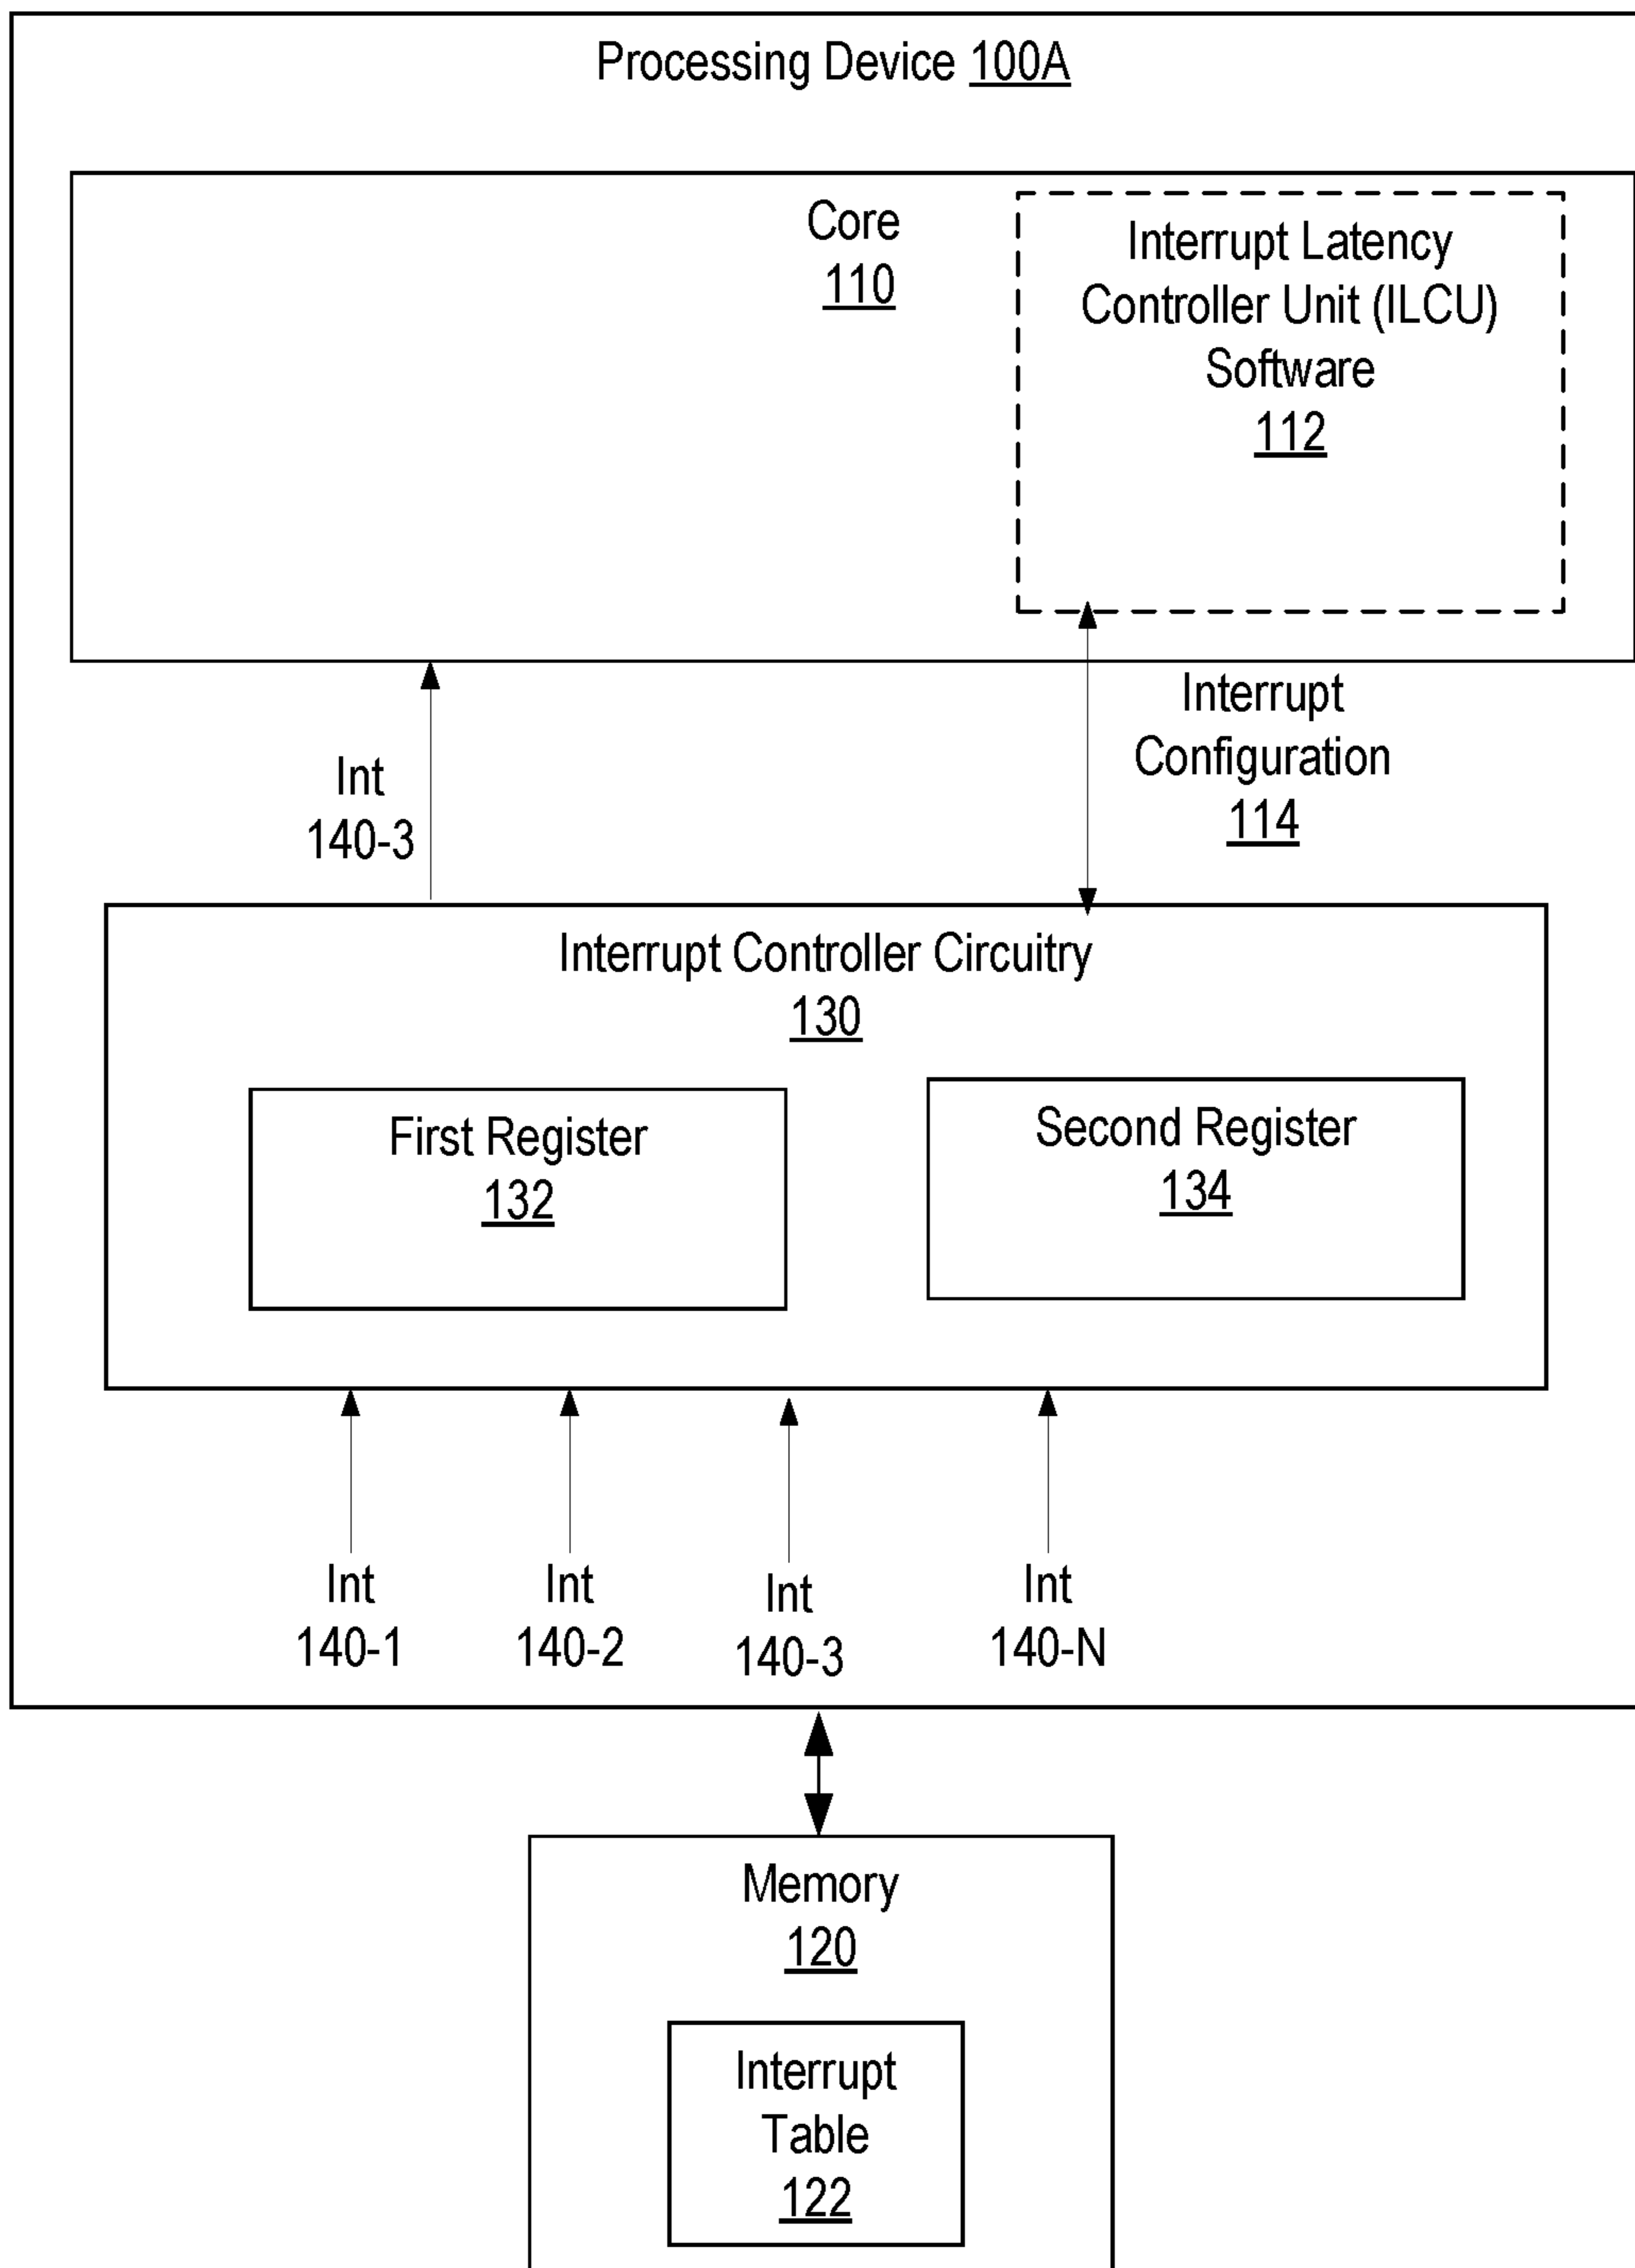 Processing Device 100A
Core
110
Interrupt Latency
Controller Unit (ILCU)
Software
112
Int
140-3
Interrupt
Configuration
114
Interrupt Controller Circuitry
130
First Register
132
Second Register
134
Int
140-1
Int
140-2
Int
140-3
Int
140-N
Memory
120
Interrupt
Table
122